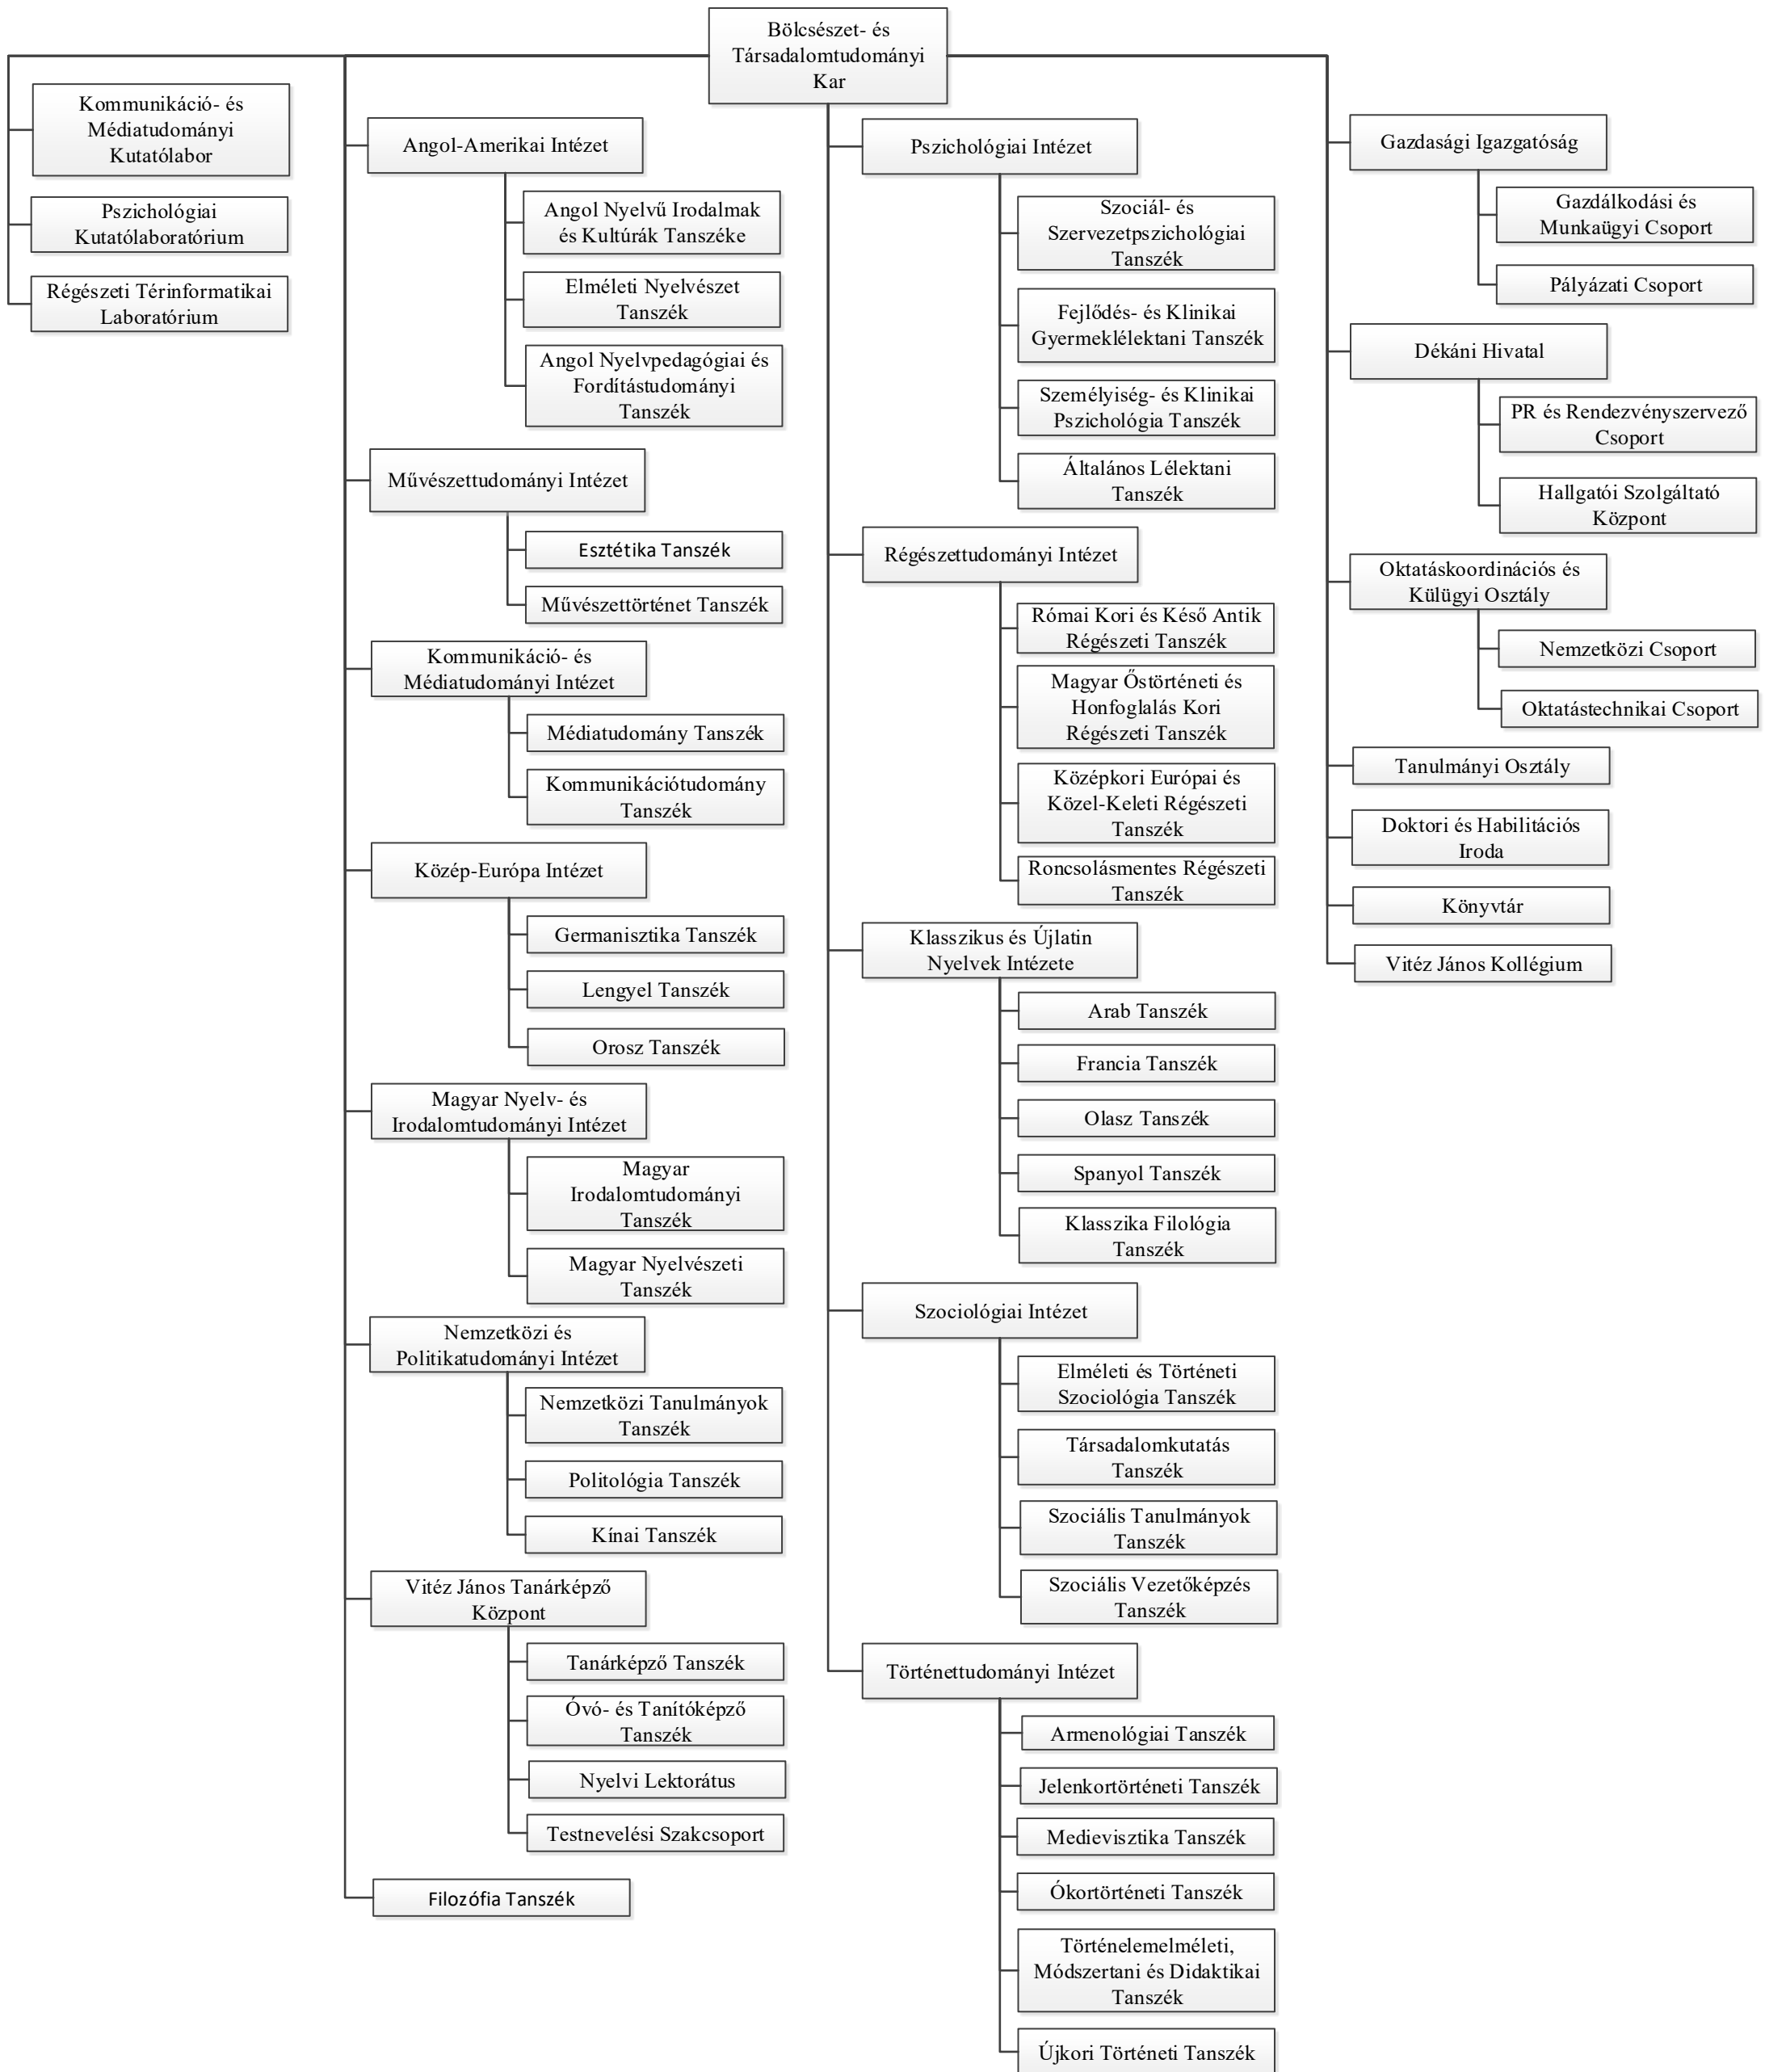 Bölcsészet- és
Társadalomtudományi
Kar
Kommunikáció- és
Médiatudományi
Kutatólabor
Pszichológiai
Kutatólaboratórium
Régészeti Térinformatikai
Laboratórium
Angol-Amerikai Intézet
Angol Nyelvű Irodalmak
és Kultúrák Tanszéke
Elméleti Nyelvészet
Tanszék
Angol Nyelvpedagógiai és
Fordítástudományi
Tanszék
Művészettudományi Intézet
Esztétika Tanszék
Művészettörténet Tanszék
Kommunikáció- és
Médiatudományi Intézet
Médiatudomány Tanszék
Kommunikációtudomány
Tanszék
Közép-Európa Intézet
Germanisztika Tanszék
Lengyel Tanszék
Orosz Tanszék
Magyar Nyelv- és
Irodalomtudományi Intézet
Magyar
Irodalomtudományi
Tanszék
Magyar Nyelvészeti
Tanszék
Nemzetközi és
Politikatudományi Intézet
Nemzetközi Tanulmányok
Tanszék
Politológia Tanszék
Kínai Tanszék
Vitéz János Tanárképző
Központ
Tanárképző Tanszék
Óvó- és Tanítóképző
Tanszék
Nyelvi Lektorátus
Testnevelési Szakcsoport
Filozófia Tanszék
Pszichológiai Intézet
Szociál- és
Szervezetpszichológiai
Tanszék
Fejlődés- és Klinikai
Gyermeklélektani Tanszék
Személyiség- és Klinikai
Pszichológia Tanszék
Általános Lélektani
Tanszék
Régészettudományi Intézet
Római Kori és Késő Antik
Régészeti Tanszék
Magyar Őstörténeti és
Honfoglalás Kori
Régészeti Tanszék
Középkori Európai és
Közel-Keleti Régészeti
Tanszék
Roncsolásmentes Régészeti
Tanszék
Klasszikus és Újlatin
Nyelvek Intézete
Arab Tanszék
Francia Tanszék
Olasz Tanszék
Spanyol Tanszék
Klasszika Filológia
Tanszék
Szociológiai Intézet
Elméleti és Történeti
Szociológia Tanszék
Társadalomkutatás
Tanszék
Szociális Tanulmányok
Tanszék
Szociális Vezetőképzés
Tanszék
Történettudományi Intézet
Armenológiai Tanszék
Jelenkortörténeti Tanszék
Medievisztika Tanszék
Ókortörténeti Tanszék
Történelemelméleti,
Módszertani és Didaktikai
Tanszék
Újkori Történeti Tanszék
Gazdasági Igazgatóság
Gazdálkodási és
Munkaügyi Csoport
Pályázati Csoport
Dékáni Hivatal
PR és Rendezvényszervező
Csoport
Hallgatói Szolgáltató
Központ
Oktatáskoordinációs és
Külügyi Osztály
Nemzetközi Csoport
Oktatástechnikai Csoport
Tanulmányi Osztály
Doktori és Habilitációs
Iroda
Könyvtár
Vitéz János Kollégium